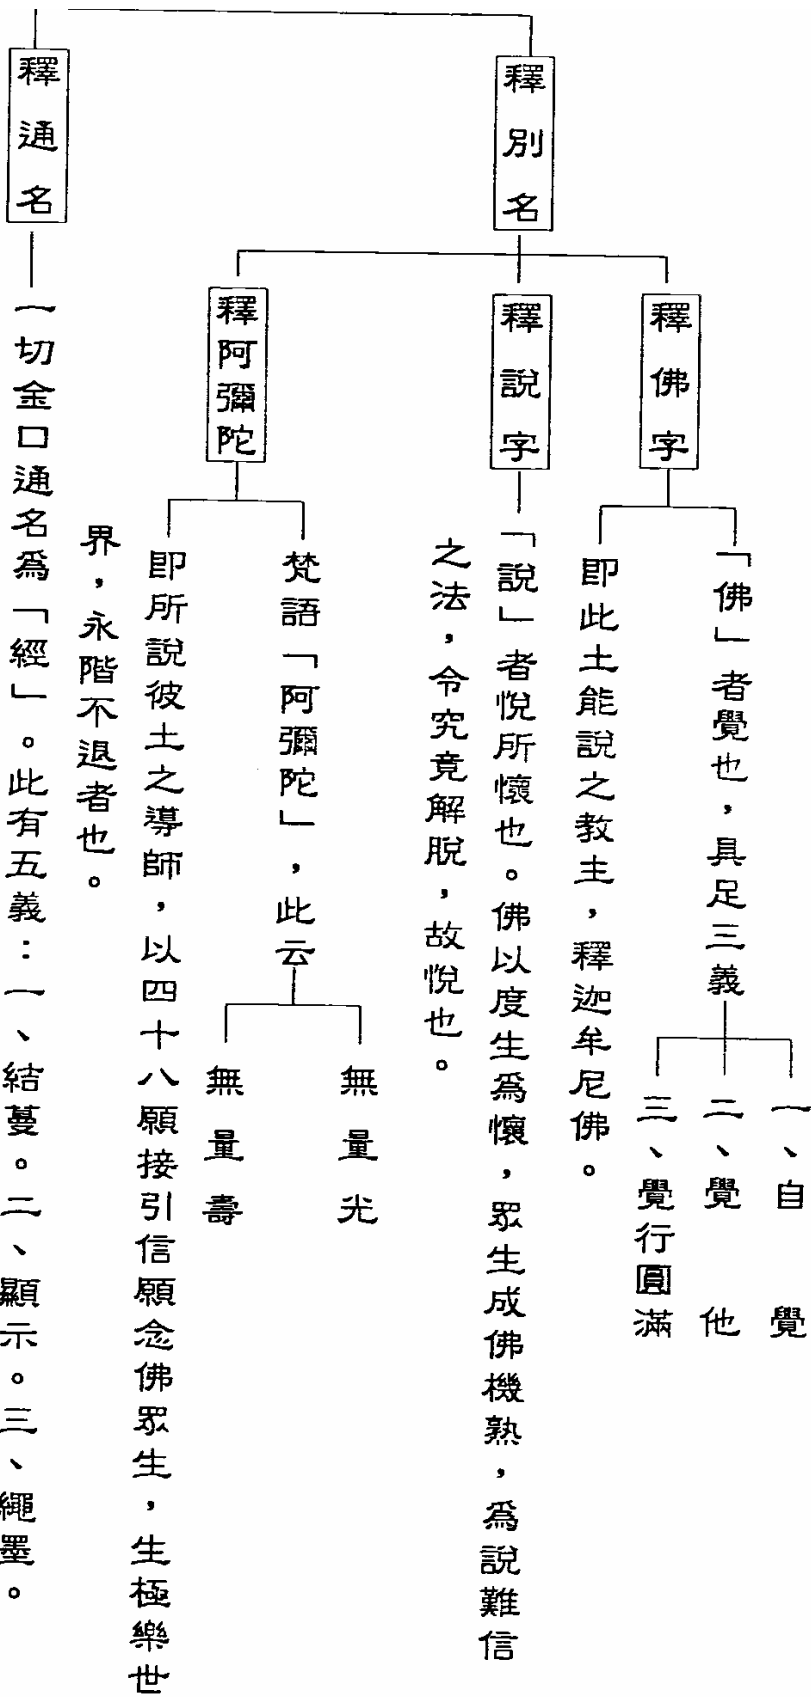 釋別名
釋佛字
「佛」者覺也，具足三義
一、自覺
二、覺他
三、覺行圓滿
即此土能說之教主，釋迦牟尼佛。
釋說字
「說」者悅所懷也。佛以度生為懷，眾生成佛機熟，為說難信
之法，令究竟解脫，故悅也。
釋阿彌陀
梵語「阿彌陀」，此云
無量光
無量壽
即所說彼土之導師，以四十八願接引信願念佛眾生，生極樂世
界，永階不退者也。
釋通名
一切金口通名為「經」。此有五義：一、結蔓。二、顯示。三、繩墨。